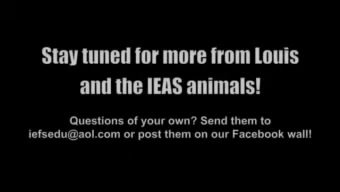 Stay tuned for more from Louis
and the IEAS animals!
Questions of your own? Send them to
iefsedu@aol.com or post them on our Facebook wall!